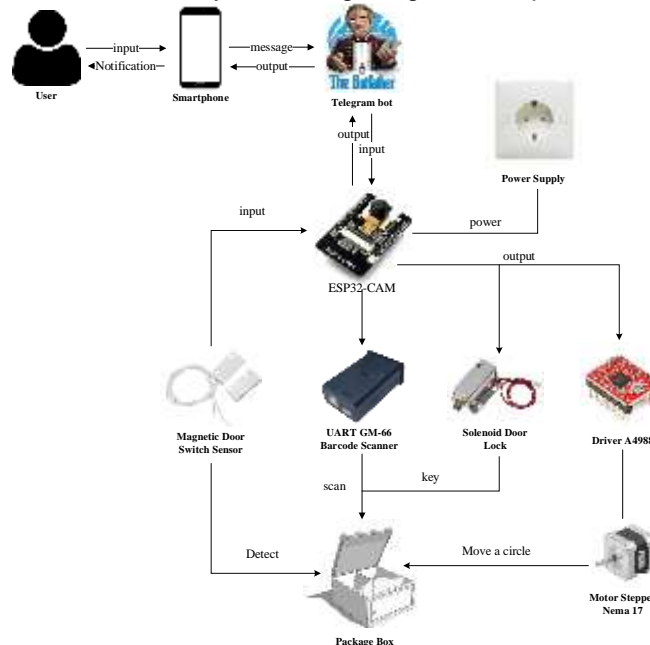 input
message
Notification
output
The Botfather
User
Smartphone
Telegram bot
output
input
Power Supply
input
power
output
ESP32-CAM
Magnetic Door
Switch Sensor
UART GM-66
Barcode Scanner
Solenoid Door
Lock
Driver A4988
scan
key
Detect
Move a circle
Motor Steppe
Nema 17
Package Box